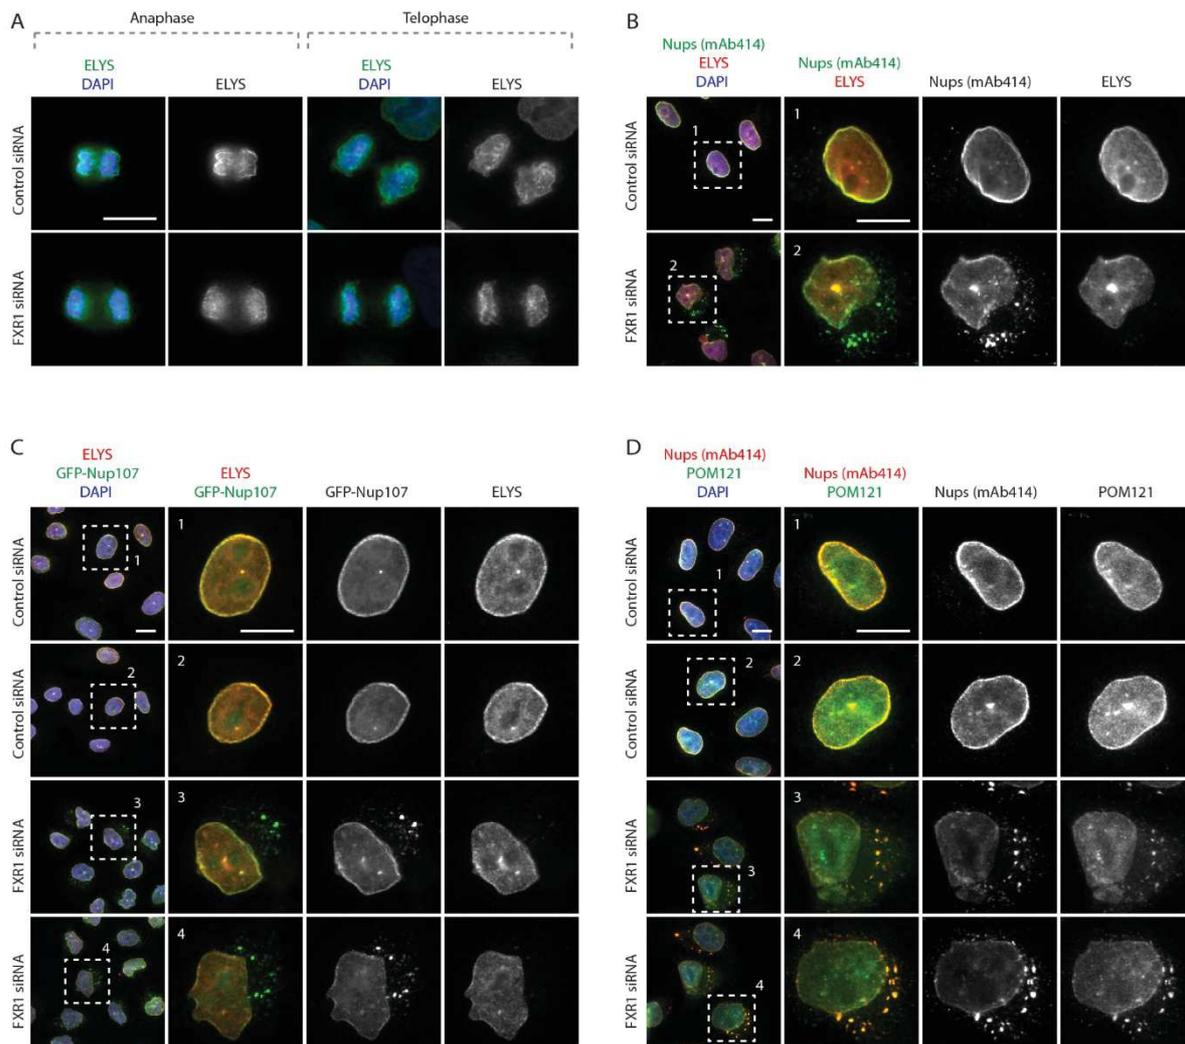 A
Anaphase
Telophase
ELYS
DAPI
ELYS
ELYS
DAPI
ELYS
Control siRNA
FXR1 siRNA
B
Nups (mAb414)
ELYS
DAPI
Nups (mAb414)
ELYS
Nups (mAb414)
ELYS
Control siRNA
1
1
FXR1 siRNA
2
2
C
ELYS
GFP-Nup107
DAPI
ELYS
GFP-Nup107
GFP-Nup107
ELYS
Control siRNA
1
1
Control siRNA
2
2
FXR1 siRNA
3
3
FXR1 siRNA
4
4
D
Nups (mAb414)
POM121
DAPI
Nups (mAb414)
POM121
Nups (mAb414)
POM121
Control siRNA
1
1
Control siRNA
2
2
FXR1 siRNA
3
3
FXR1 siRNA
4
4